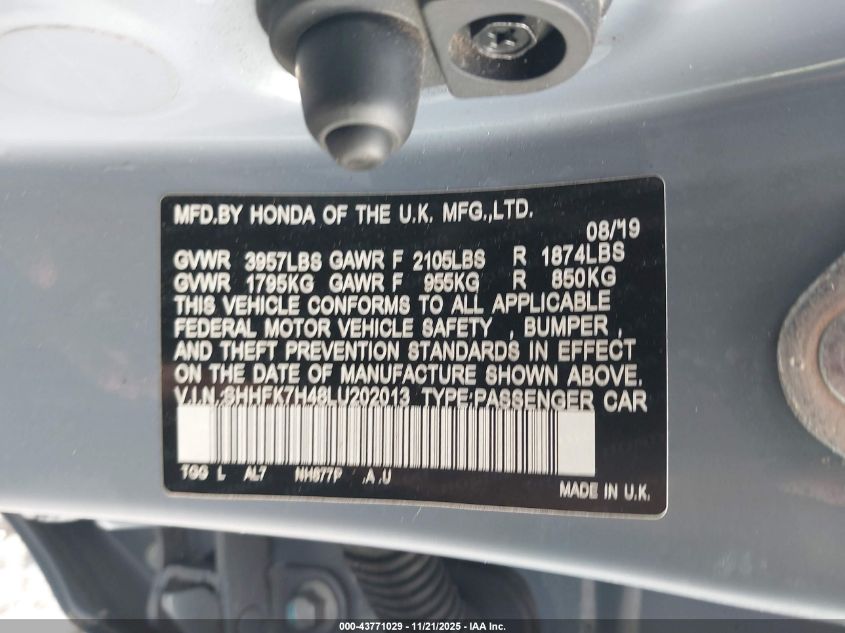 MFD.BY HONDA OF THE U.K. MFG.,LTD.
08/'19
GVWR 3957LBS GAWR F 2105LBS R 1874LBS
GVWR 1795KG GAWR F 955KG R 850KG
THIS VEHICLE CONFORMS TO ALL APPLICABLE
FEDERAL MOTOR VEHICLE SAFETY , BUMPER ,
AND THEFT PREVENTION STANDARDS IN EFFECT
ON THE DATE OF MANUFACTURE SHOWN ABOVE.
V.I.N.:SHHFK7H46LU202013 TYPE:PASSENGER CAR
TGG L AL7 NH877P .A ,U
MADE IN U.K.
000-43771029 — 11/21/2025 — IAA Inc.